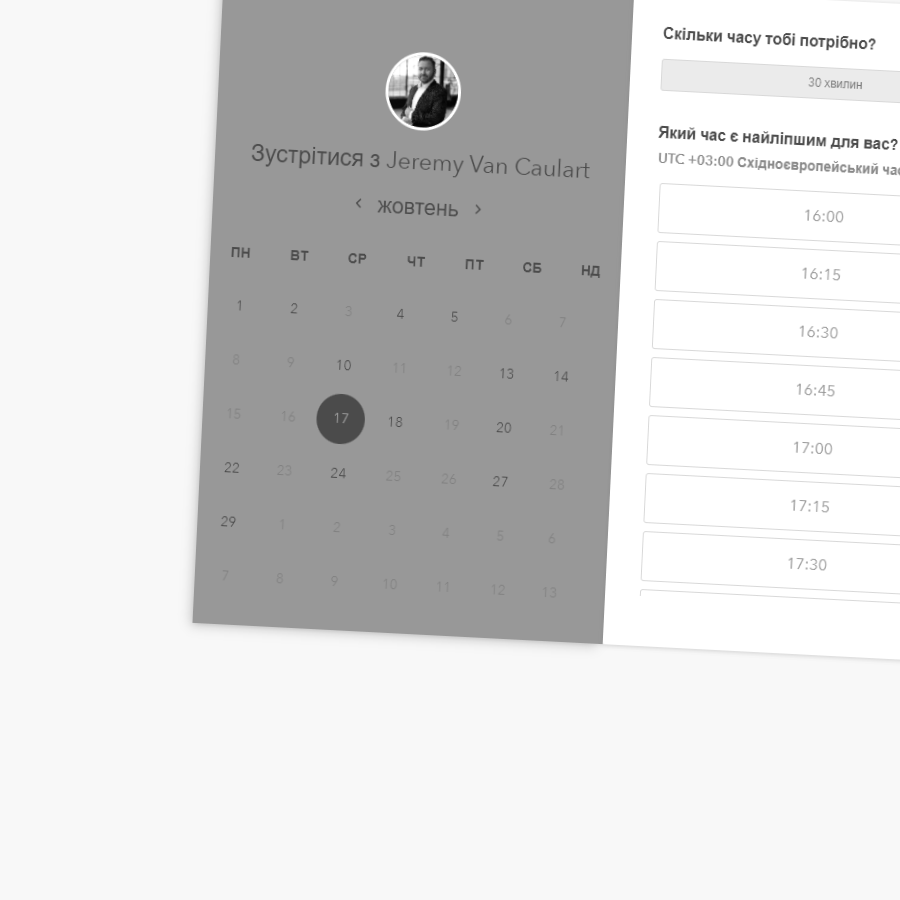 Зустрітися з Jeremy Van Caulart
‹ жовтень ›
ПН ВТ СР ЧТ ПТ СБ НД
1 2 3 4 5 6 7
8 9 10 11 12 13 14
15 16 17 18 19 20 21
22 23 24 25 26 27 28
29 1 2 3 4 5 6
7 8 9 10 11 12 13
Скільки часу тобі потрібно?
30 хвилин
Який час є найліпшим для вас?
UTC +03:00 Східноєвропейський час
16:00
16:15
16:30
16:45
17:00
17:15
17:30